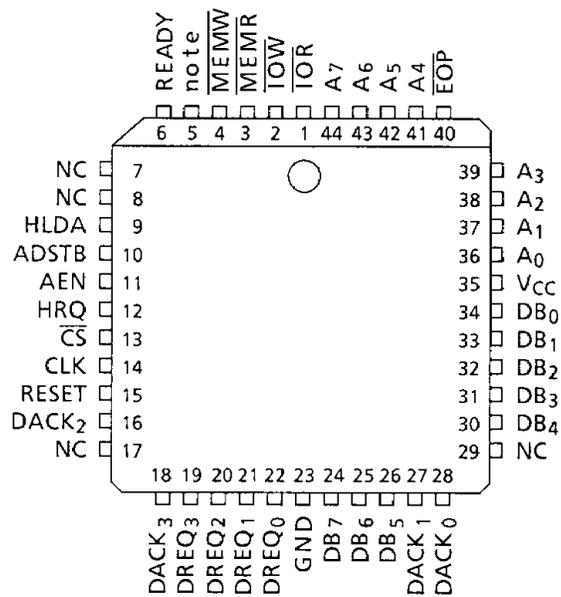 READY
note
MEMW
MEMR
IOW
IOR
A7
A6
A5
A4
EOP
6 5 4 3 2 1 44 43 42 41 40
NC 7
NC 8
HLDA 9
ADSTB 10
AEN 11
HRQ 12
CS 13
CLK 14
RESET 15
DACK2 16
NC 17
39 A3
38 A2
37 A1
36 A0
35 VCC
34 DB0
33 DB1
32 DB2
31 DB3
30 DB4
29 NC
18 19 20 21 22 23 24 25 26 27 28
DACK3
DREQ3
DREQ2
DREQ1
DREQ0
GND
DB7
DB6
DB5
DACK1
DACK0